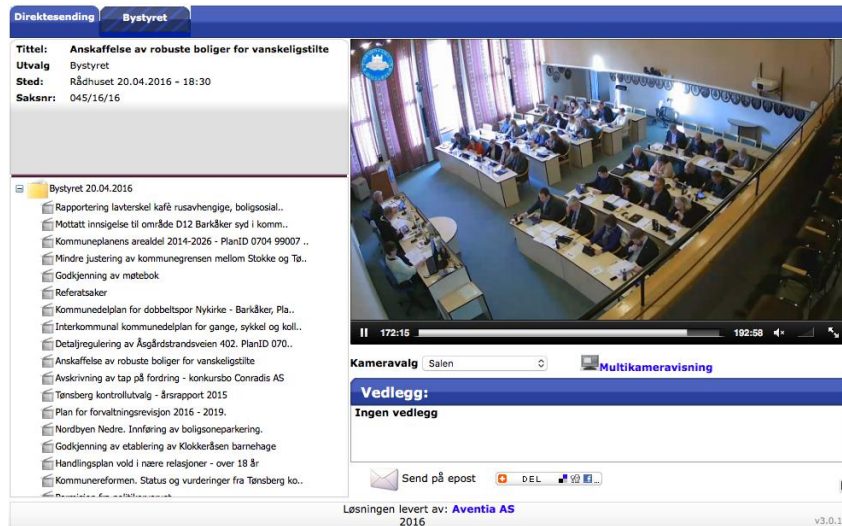 Direktesending Bystyret
Tittel: Anskaffelse av robuste boliger for vanskeligstilte
Utvalg Bystyret
Sted: Rådhuset 20.04.2016 - 18:30
Saksnr: 045/16/16
Bystyret 20.04.2016
Rapportering lavterskel kafè rusavhengige, boligsosial..
Mottatt innsigelse til område D12 Barkåker syd i komm..
Kommuneplanens arealdel 2014-2026 - PlanID 0704 99007 ..
Mindre justering av kommunegrensen mellom Stokke og Tø..
Godkjenning av møtebok
Referatsaker
Kommunedelplan for dobbeltspor Nykirke - Barkåker, Pla..
Interkommunal kommunedelplan for gange, sykkel og koll..
Detaljregulering av Åsgårdstrandsveien 402. PlanID 070..
Anskaffelse av robuste boliger for vanskeligstilte
Avskrivning av tap på fordring - konkursbo Conradis AS
Tønsberg kontrollutvalg - årsrapport 2015
Plan for forvaltningsrevisjon 2016 - 2019.
Nordbyen Nedre. Innføring av boligsoneparkering.
Godkjenning av etablering av Klokkeråsen barnehage
Handlingsplan vold i nære relasjoner - over 18 år
Kommunereformen. Status og vurderinger fra Tønsberg ko..
172:15 192:58
Kameravalg Salen Multikameravisning
Vedlegg:
Ingen vedlegg
Send på epost DEL ...
Løsningen levert av: Aventia AS
2016
v3.0.1